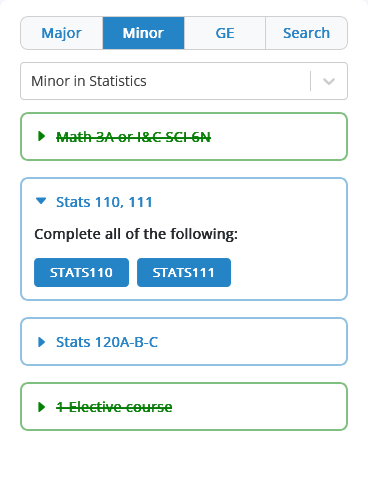 Major Minor GE Search
Minor in Statistics
Math 3A or I&C SCI 6N
Stats 110, 111
Complete all of the following:
STATS110 STATS111
Stats 120A-B-C
1 Elective course